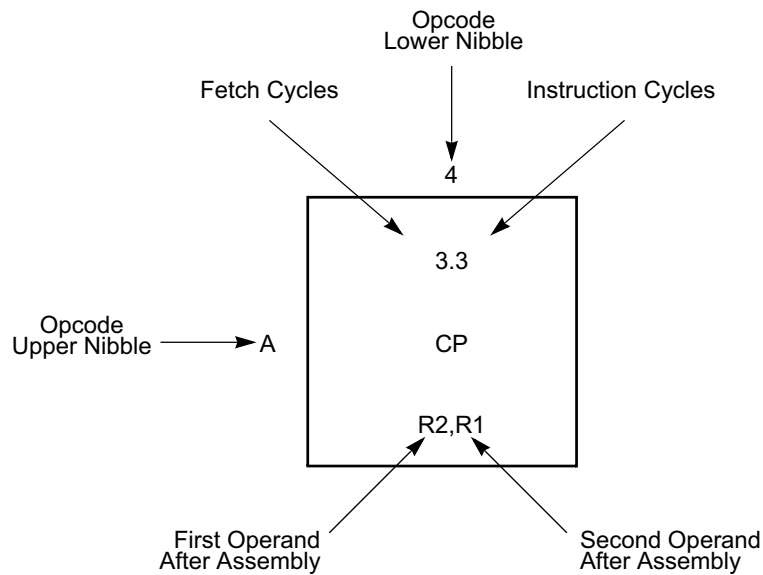 Opcode
Lower Nibble
Fetch Cycles
Instruction Cycles
4
3.3
Opcode
Upper Nibble
A
CP
R2,R1
First Operand
After Assembly
Second Operand
After Assembly